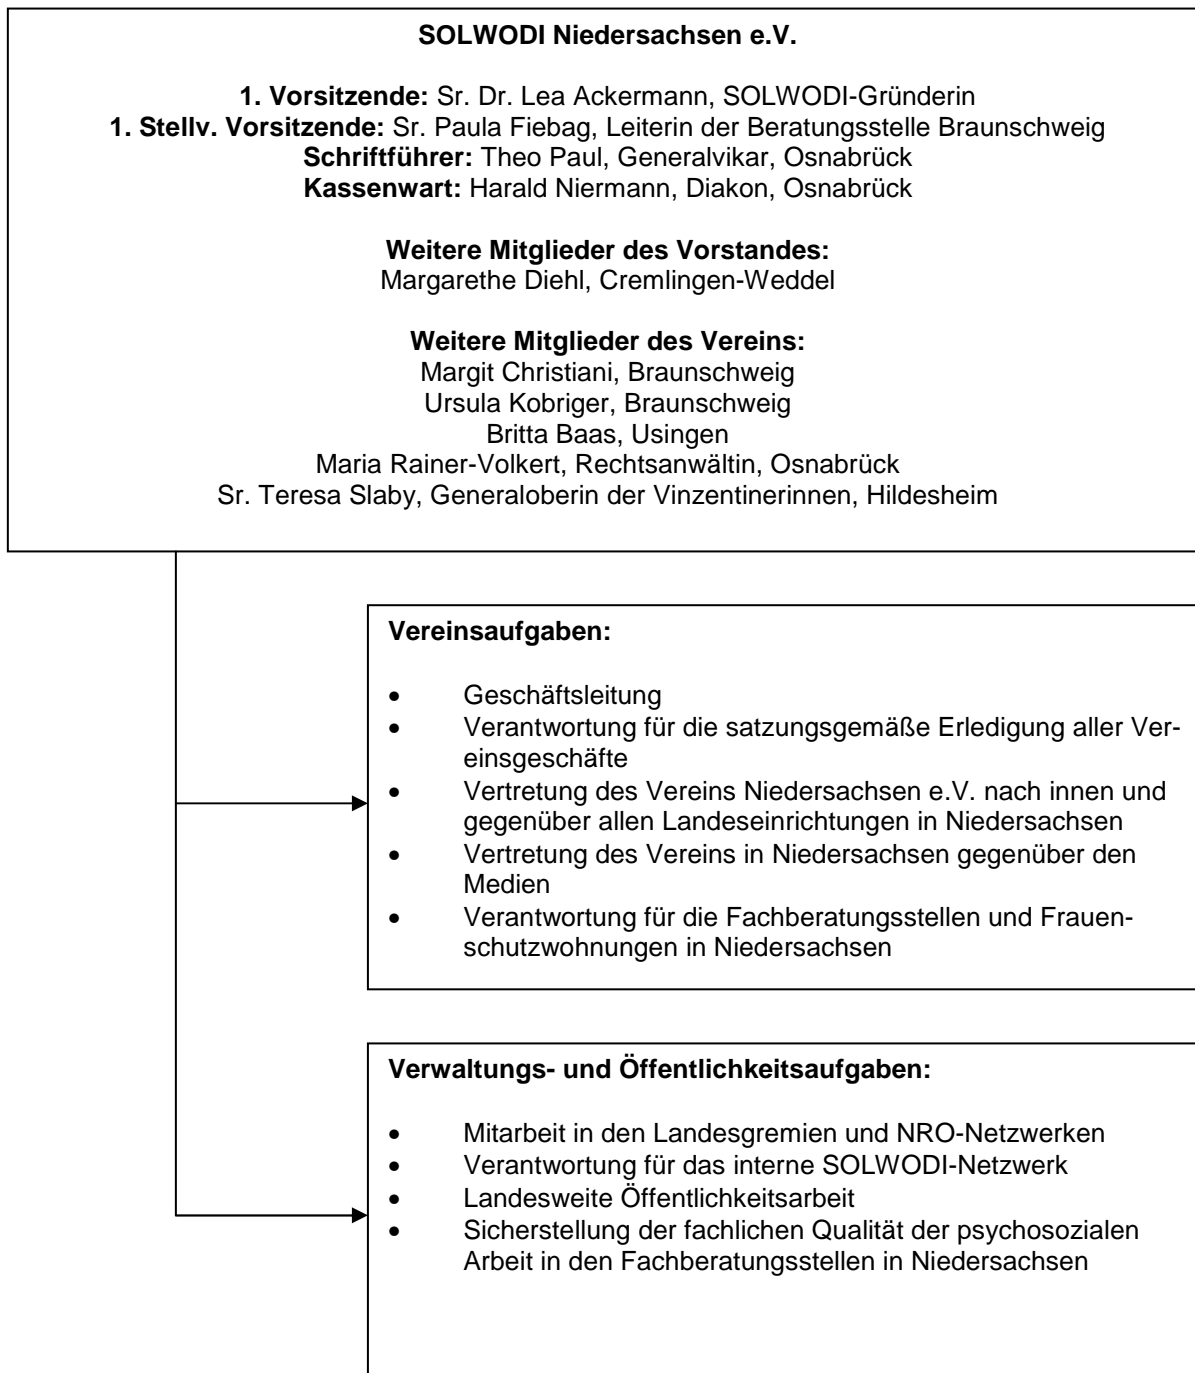 SOLWODI Niedersachsen e.V.
1. Vorsitzende: Sr. Dr. Lea Ackermann, SOLWODI-Gründerin
1. Stellv. Vorsitzende: Sr. Paula Fiebag, Leiterin der Beratungsstelle Braunschweig
Schriftführer: Theo Paul, Generalvikar, Osnabrück
Kassenwart: Harald Niermann, Diakon, Osnabrück
Weitere Mitglieder des Vorstandes:
Margarethe Diehl, Cremlingen-Weddel
Weitere Mitglieder des Vereins:
Margit Christiani, Braunschweig
Ursula Kobriger, Braunschweig
Britta Baas, Usingen
Maria Rainer-Volkert, Rechtsanwältin, Osnabrück
Sr. Teresa Slaby, Generaloberin der Vinzentinerinnen, Hildesheim
Vereinsaufgaben:
• Geschäftsleitung
• Verantwortung für die satzungsgemäße Erledigung aller Ver-
einsgeschäfte
• Vertretung des Vereins Niedersachsen e.V. nach innen und
gegenüber allen Landeseinrichtungen in Niedersachsen
• Vertretung des Vereins in Niedersachsen gegenüber den
Medien
• Verantwortung für die Fachberatungsstellen und Frauen-
schutzwohnungen in Niedersachsen
Verwaltungs- und Öffentlichkeitsaufgaben:
• Mitarbeit in den Landesgremien und NRO-Netzwerken
• Verantwortung für das interne SOLWODI-Netzwerk
• Landesweite Öffentlichkeitsarbeit
• Sicherstellung der fachlichen Qualität der psychosozialen
Arbeit in den Fachberatungsstellen in Niedersachsen